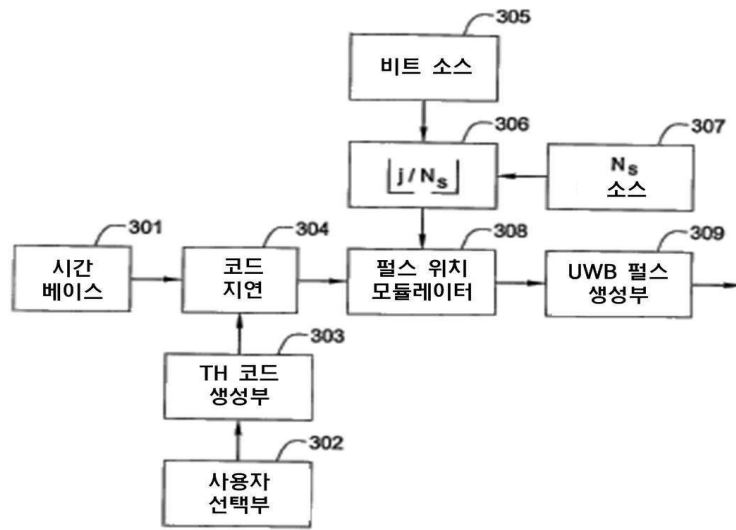 305
비트 소스
306
⌊j/Nₛ⌋
307
Nₛ
소스
301
시간
베이스
304
코드
지연
308
펄스 위치
모듈레이터
309
UWB 펄스
생성부
303
TH 코드
생성부
302
사용자
선택부